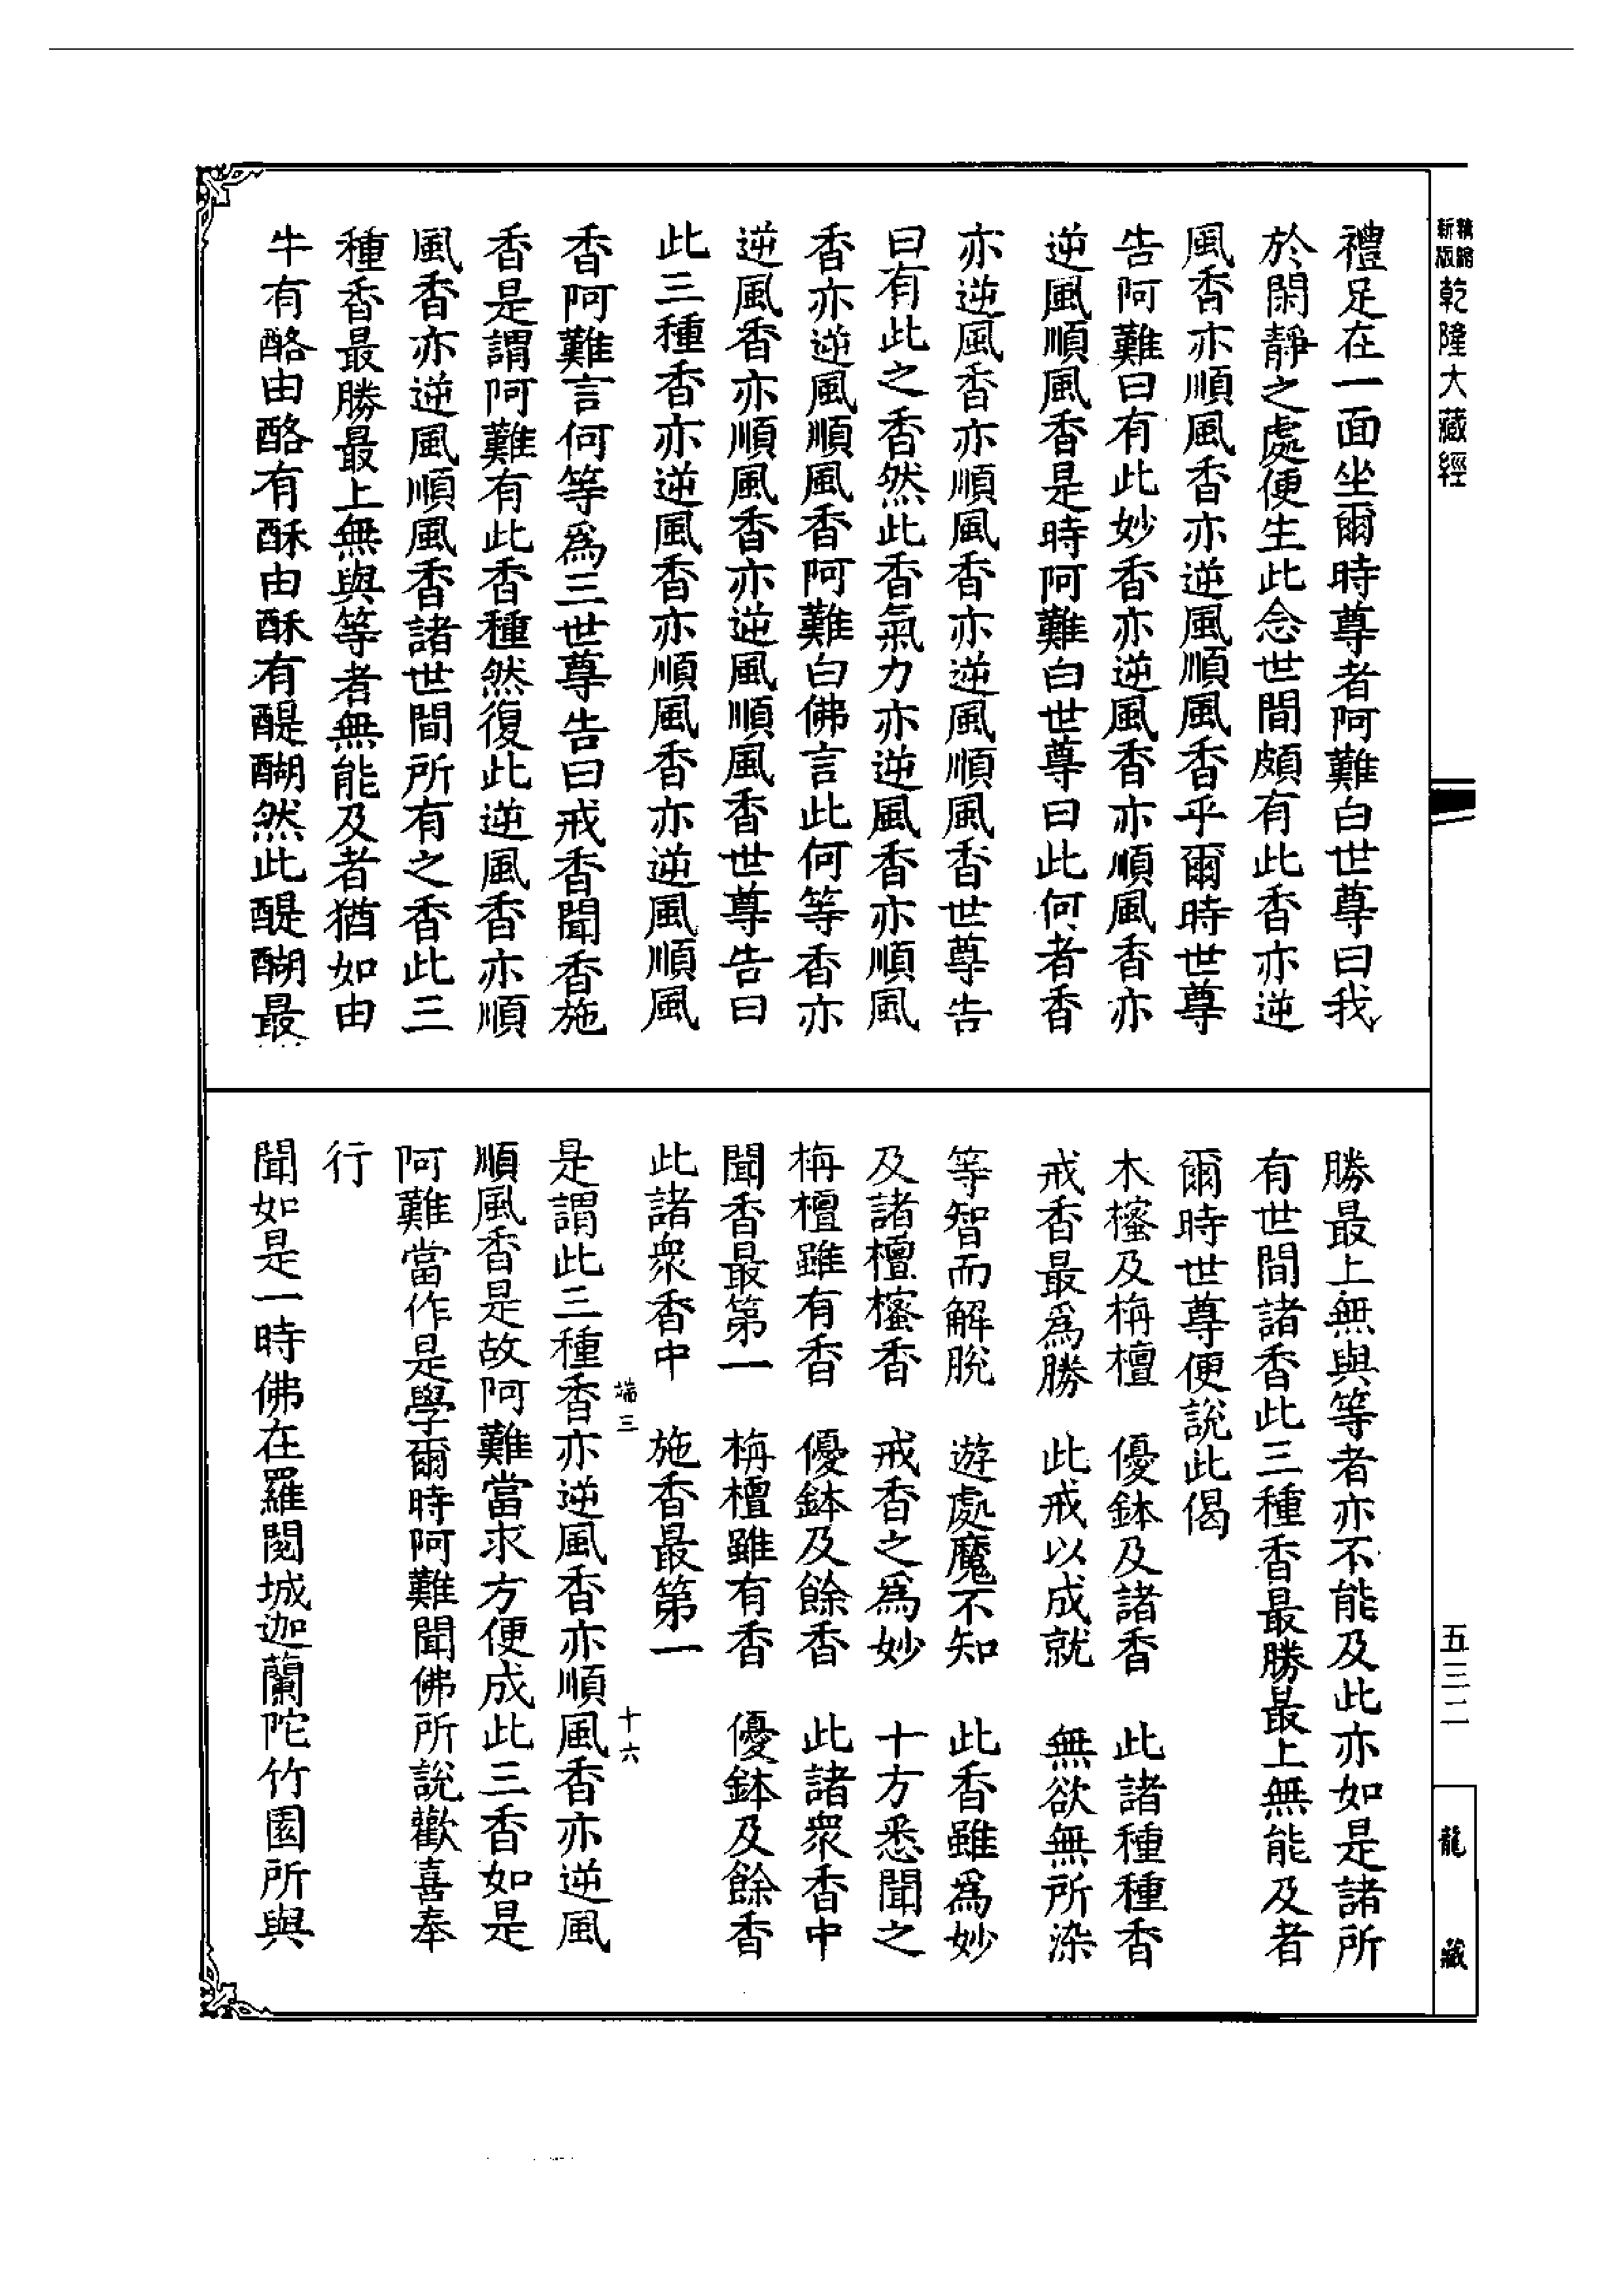 新版精縮乾隆大藏經
禮足在一面坐爾時尊者阿難白世尊曰我
於閑靜之處便生此念世間頗有此香亦逆
風香亦順風香亦逆風順風香乎爾時世尊
告阿難曰有此妙香亦逆風香亦順風香亦
逆風順風香是時阿難白世尊曰此何者香
亦逆風香亦順風香亦逆風順風香世尊告
曰有此之香然此香氣力亦逆風香亦順風
香亦逆風順風香阿難白佛言此何等香亦
逆風香亦順風香亦逆風順風香世尊告曰
此三種香亦逆風香亦順風香亦逆風順風
香阿難言何等爲三世尊告曰戒香聞香施
香是謂阿難有此香種然復此逆風香亦順
風香亦逆風順風香諸世間所有之香此三
種香最勝最上無與等者無能及者猶如由
牛有酪由酪有酥由酥有醍醐然此醍醐最
勝最上無與等者亦不能及此亦如是諸所
有世間諸香此三種香最勝最上無能及者
爾時世尊便說此偈
木櫁及栴檀　優鉢及諸香　此諸種種香
戒香最爲勝　此戒以成就　無欲無所染
等智而解脫　遊處魔不知　此香雖爲妙
及諸檀櫁香　戒香之爲妙　十方悉聞之
栴檀雖有香　優鉢及餘香　此諸衆香中
聞香最第一　栴檀雖有香　優鉢及餘香
此諸衆香中　施香最第一
端三　十六
是謂此三種香亦逆風香亦順風香亦逆風
順風香是故阿難當求方便成此三香如是
阿難當作是學爾時阿難聞佛所說歡喜奉
行
聞如是一時佛在羅閱城迦蘭陀竹園所與
五三二
龍藏